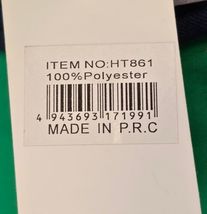 ITEM NO:HT861
100%Polyester
4 943693 171991
MADE IN P.R.C